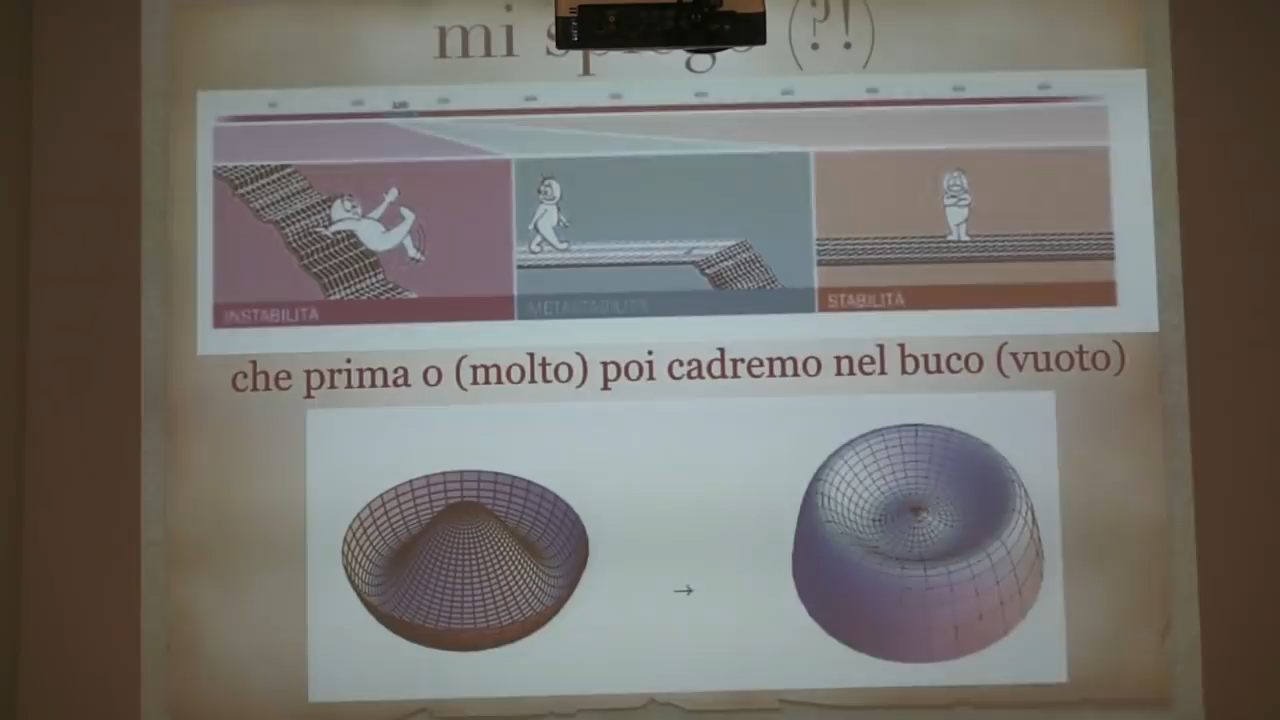 mi spiego (?!)
INSTABILITÀ
METASTABILITÀ
STABILITÀ
che prima o (molto) poi cadremo nel buco (vuoto)
→